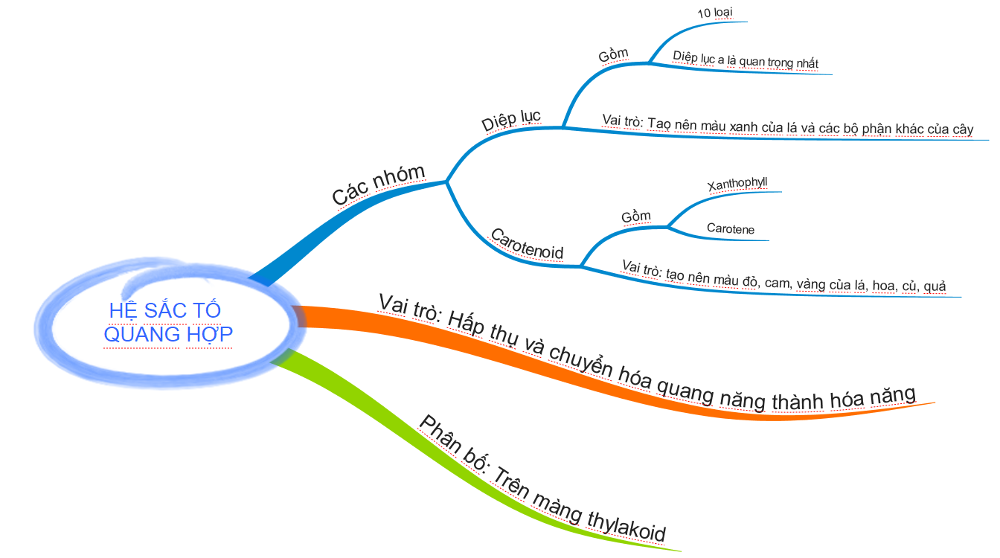 HỆ SẮC TỐ
QUANG HỢP
Các nhóm
Diệp lục
Gồm
10 loại
Diệp lục a là quan trọng nhất
Vai trò: Taọ nên màu xanh của lá và các bộ phận khác của cây
Carotenoid
Gồm
Xanthophyll
Carotene
Vai trò: tạo nên màu đỏ, cam, vàng của lá, hoa, củ, quả
Vai trò: Hấp thụ và chuyển hóa quang năng thành hóa năng
Phân bố: Trên màng thylakoid